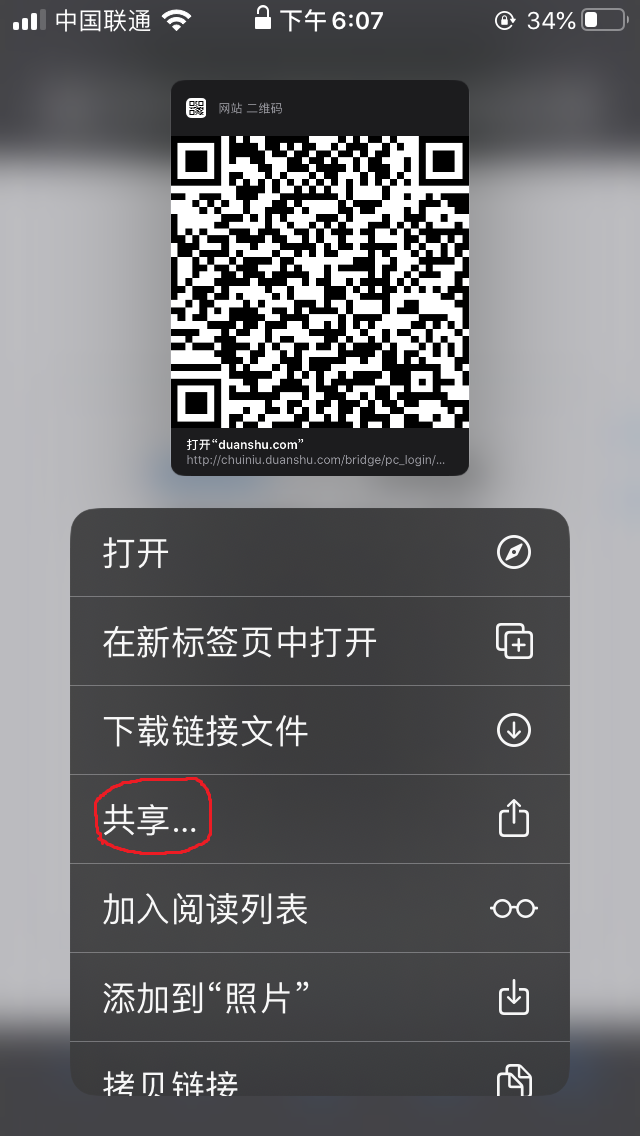 中国联通 下午6:07 34%
网站 二维码
打开“duanshu.com”
http://chuiniu.duanshu.com/bridge/pc_login/...
打开
在新标签页中打开
下载链接文件
共享...
加入阅读列表
添加到“照片”
拷贝链接